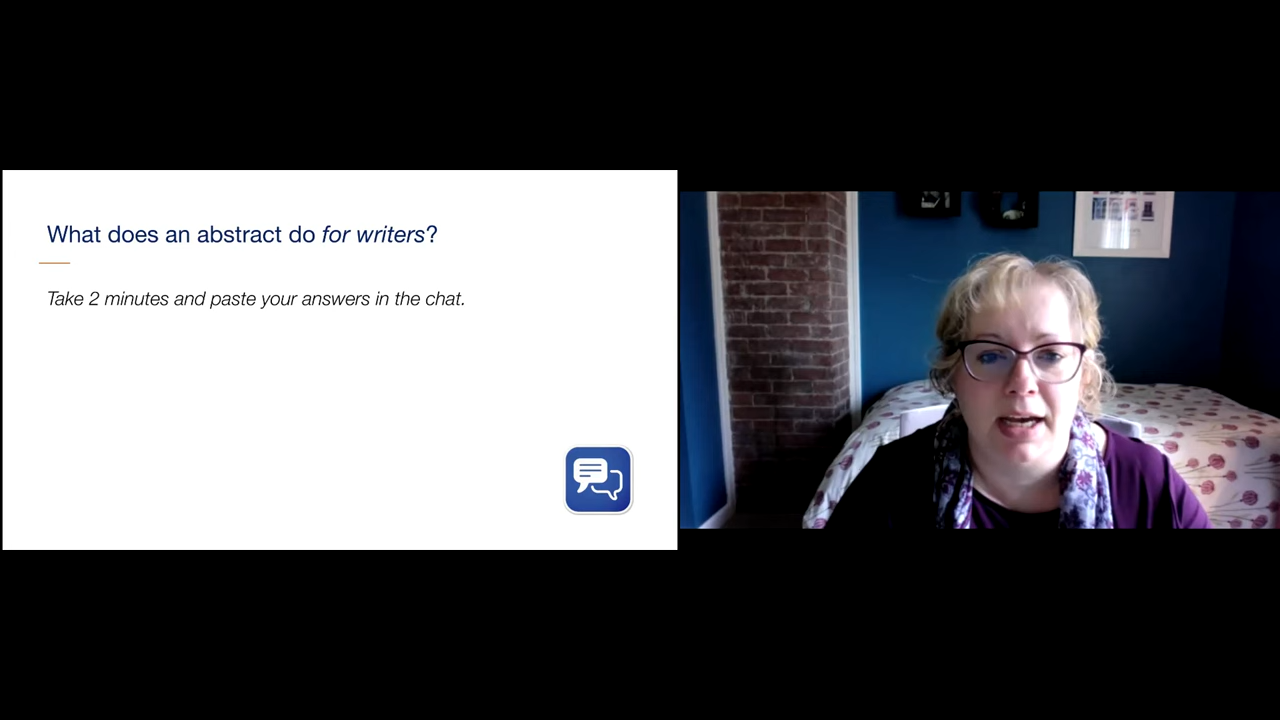 What does an abstract do for writers?
Take 2 minutes and paste your answers in the chat.